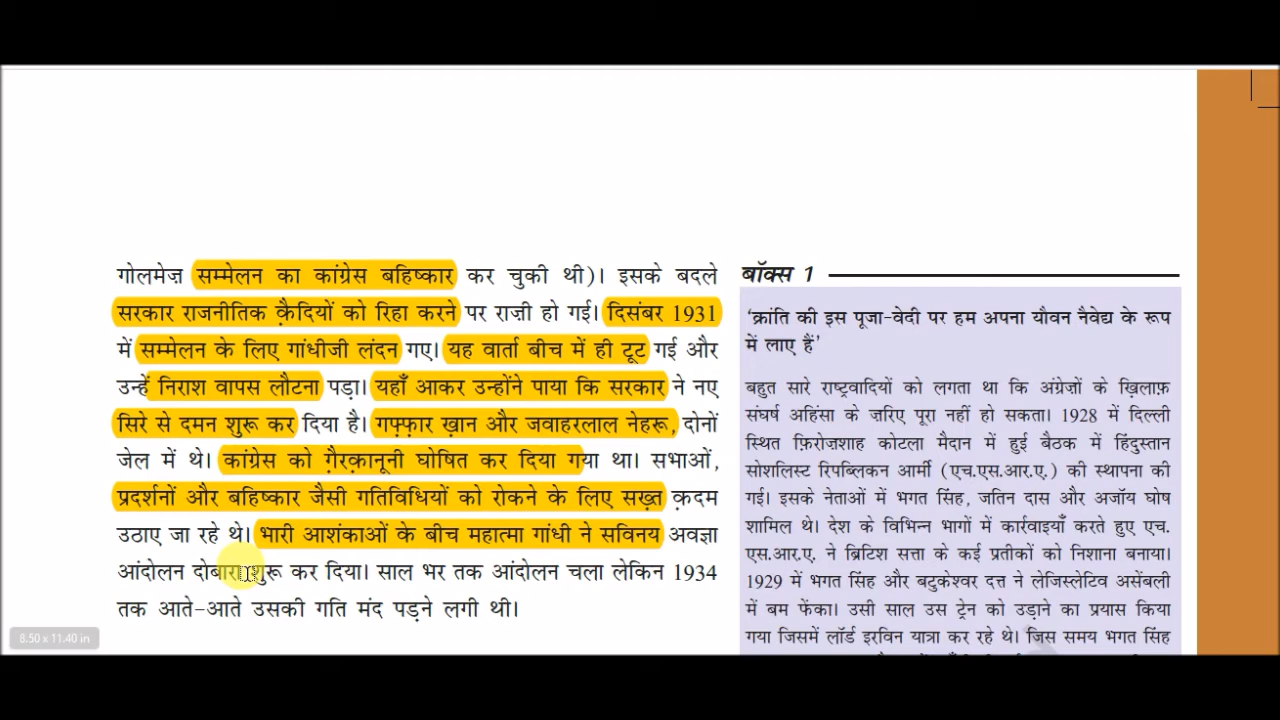 गोलमेज़ सम्मेलन का कांग्रेस बहिष्कार कर चुकी थी)। इसके बदले
सरकार राजनीतिक क़ैदियों को रिहा करने पर राज़ी हो गई। दिसंबर 1931
में सम्मेलन के लिए गांधीजी लंदन गए। यह वार्ता बीच में ही टूट गई और
उन्हें निराश वापस लौटना पड़ा। यहाँ आकर उन्होंने पाया कि सरकार ने नए
सिरे से दमन शुरू कर दिया है। गफ़्फ़ार ख़ान और जवाहरलाल नेहरू, दोनों
जेल में थे। कांग्रेस को ग़ैरक़ानूनी घोषित कर दिया गया था। सभाओं,
प्रदर्शनों और बहिष्कार जैसी गतिविधियों को रोकने के लिए सख़्त क़दम
उठाए जा रहे थे। भारी आशंकाओं के बीच महात्मा गांधी ने सविनय अवज्ञा
आंदोलन दोबारा शुरू कर दिया। साल भर तक आंदोलन चला लेकिन 1934
तक आते-आते उसकी गति मंद पड़ने लगी थी।
8.50 x 11.40 in
बॉक्स 1
‘क्रांति की इस पूजा-वेदी पर हम अपना यौवन नैवेद्य के रूप
में लाए हैं’
बहुत सारे राष्ट्रवादियों को लगता था कि अंग्रेज़ों के ख़िलाफ़
संघर्ष अहिंसा के ज़रिए पूरा नहीं हो सकता। 1928 में दिल्ली
स्थित फ़िरोज़शाह कोटला मैदान में हुई बैठक में हिंदुस्तान
सोशलिस्ट रिपब्लिकन आर्मी (एच.एस.आर.ए.) की स्थापना की
गई। इसके नेताओं में भगत सिंह, जतिन दास और अजॉय घोष
शामिल थे। देश के विभिन्न भागों में कार्रवाइयाँ करते हुए एच.
एस.आर.ए. ने ब्रिटिश सत्ता के कई प्रतीकों को निशाना बनाया।
1929 में भगत सिंह और बटुकेश्वर दत्त ने लेजिस्लेटिव असेंबली
में बम फेंका। उसी साल उस ट्रेन को उड़ाने का प्रयास किया
गया जिसमें लॉर्ड इरविन यात्रा कर रहे थे। जिस समय भगत सिंह